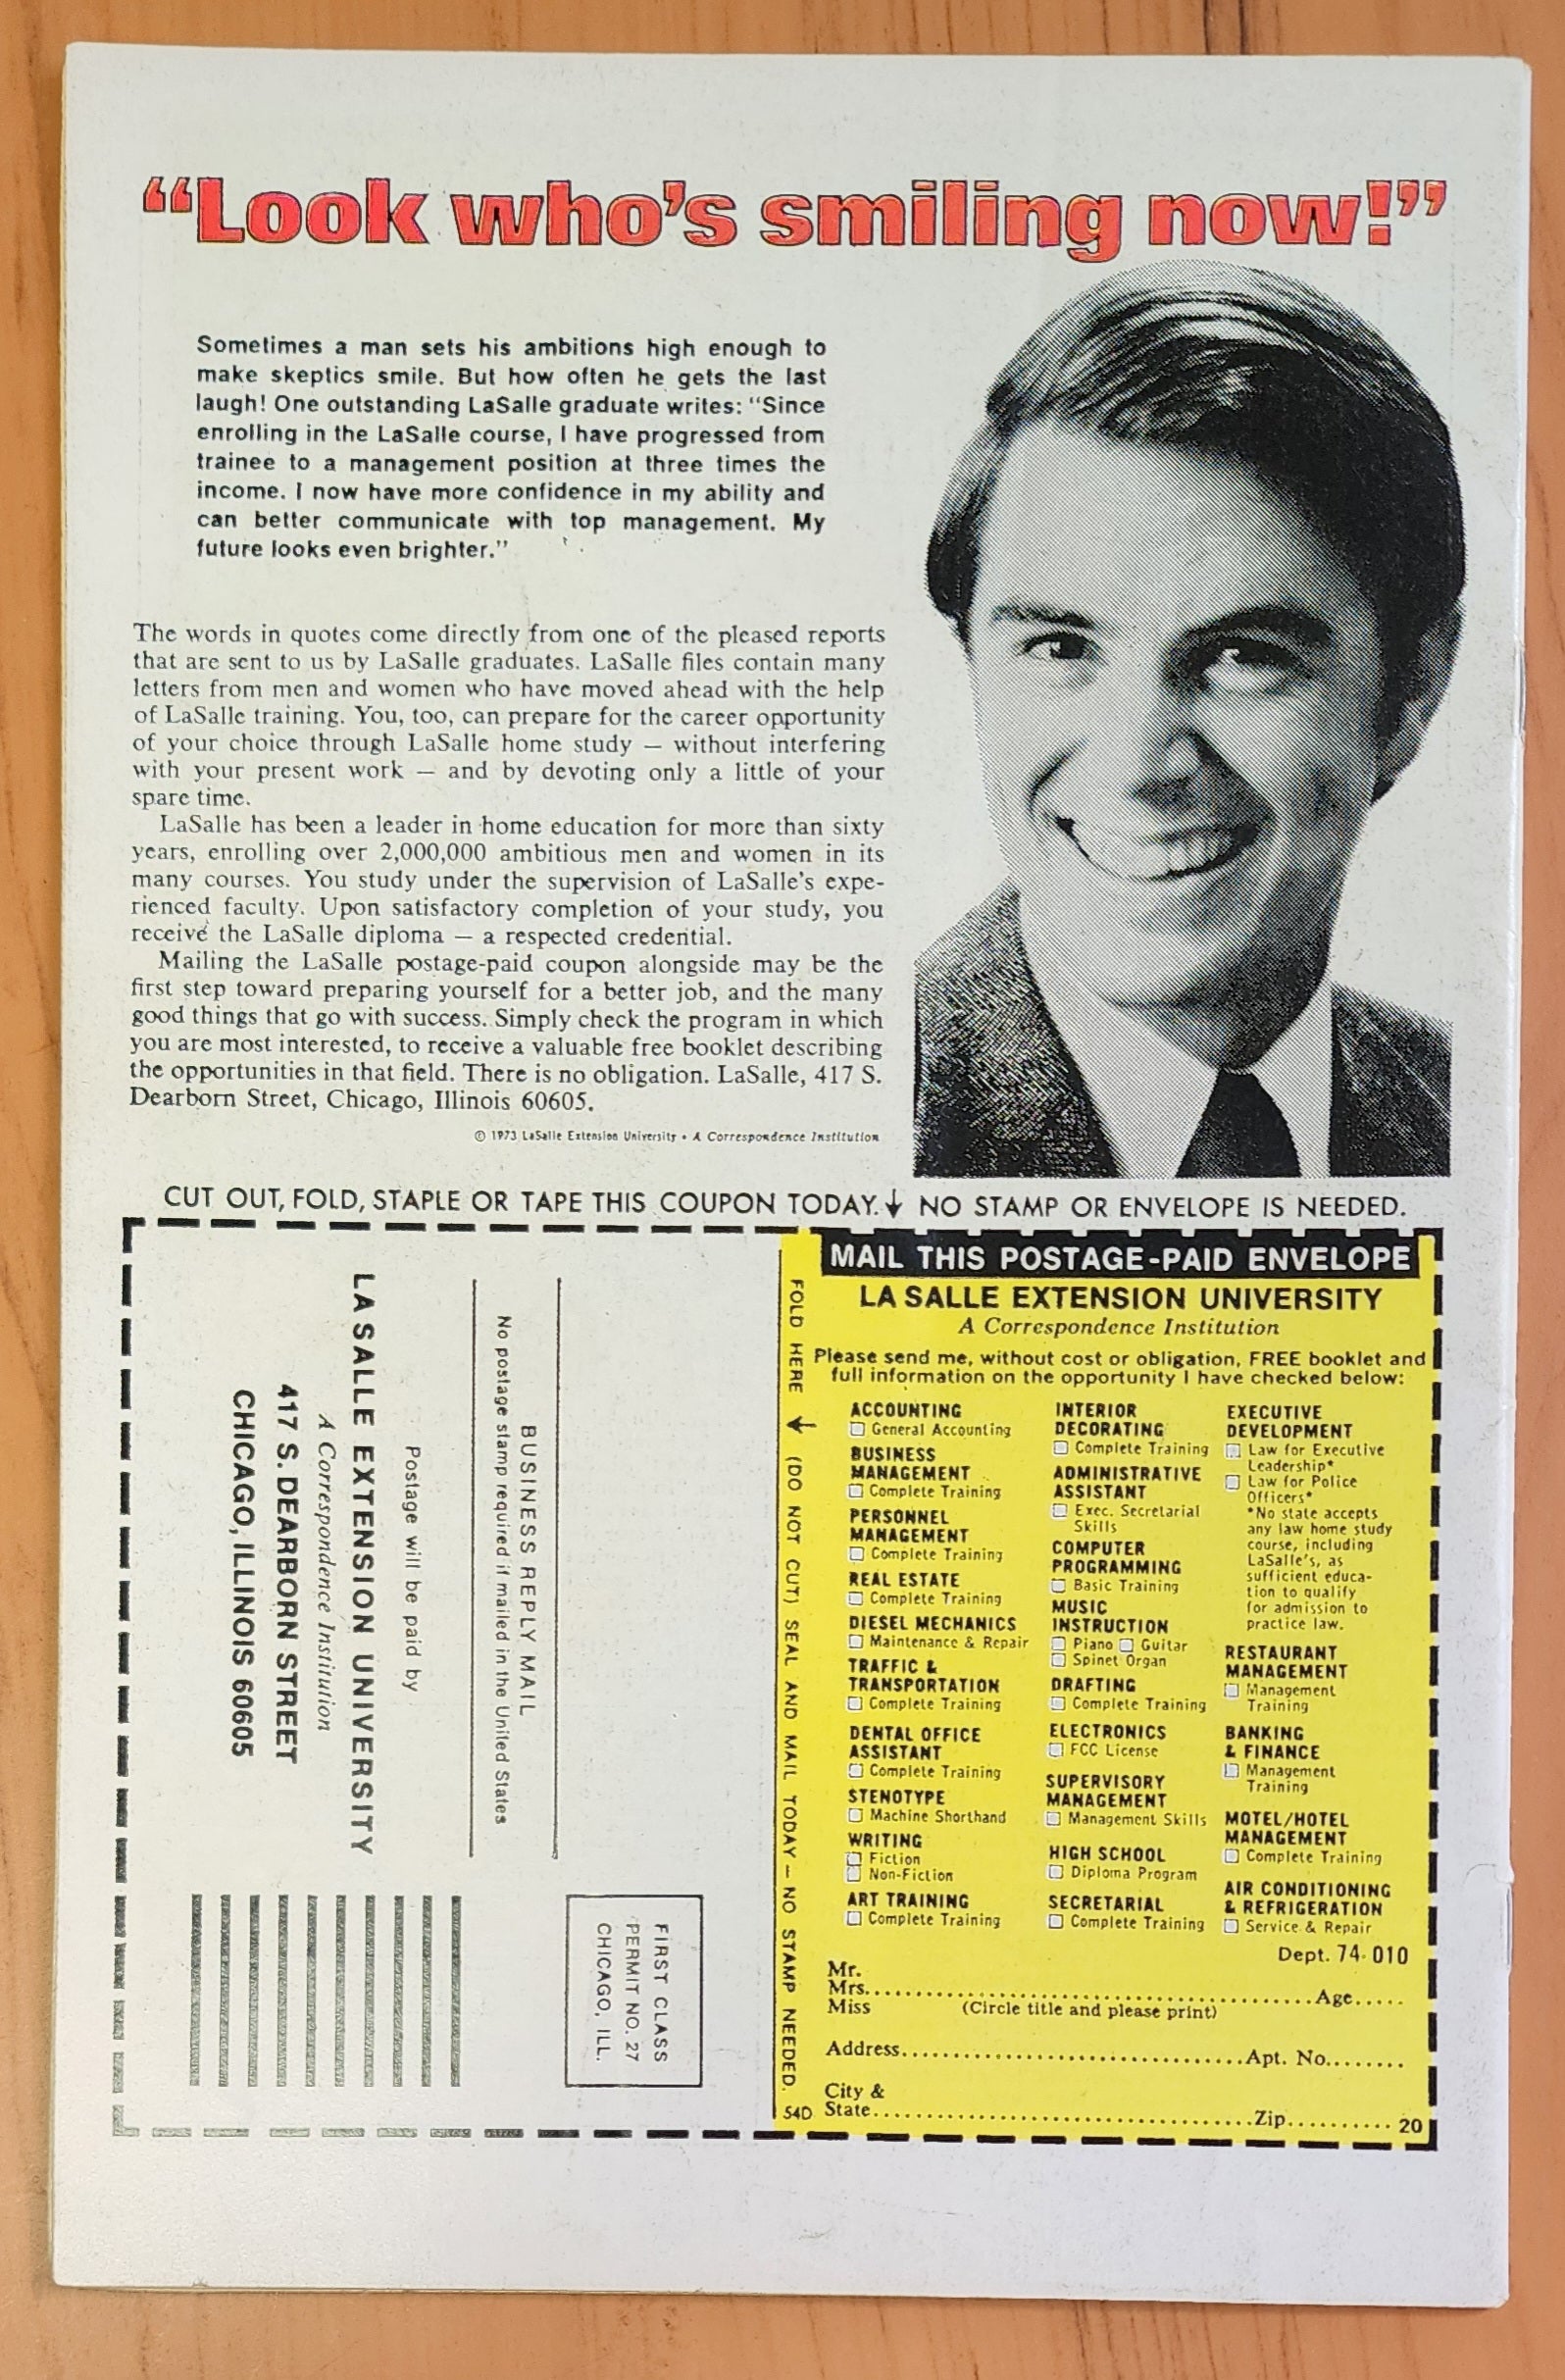 “Look who's smiling now!”
Sometimes a man sets his ambitions high enough to
make skeptics smile. But how often he gets the last
laugh! One outstanding LaSalle graduate writes: “Since
enrolling in the LaSalle course, I have progressed from
trainee to a management position at three times the
income. I now have more confidence in my ability and
can better communicate with top management. My
future looks even brighter.”
The words in quotes come directly from one of the pleased reports
that are sent to us by LaSalle graduates. LaSalle files contain many
letters from men and women who have moved ahead with the help
of LaSalle training. You, too, can prepare for the career opportunity
of your choice through LaSalle home study — without interfering
with your present work — and by devoting only a little of your
spare time.
LaSalle has been a leader in home education for more than sixty
years, enrolling over 2,000,000 ambitious men and women in its
many courses. You study under the supervision of LaSalle's expe-
rienced faculty. Upon satisfactory completion of your study, you
receive the LaSalle diploma — a respected credential.
Mailing the LaSalle postage-paid coupon alongside may be the
first step toward preparing yourself for a better job, and the many
good things that go with success. Simply check the program in which
you are most interested, to receive a valuable free booklet describing
the opportunities in that field. There is no obligation. LaSalle, 417 S.
Dearborn Street, Chicago, Illinois 60605.
© 1973 LaSalle Extension University • A Correspondence Institution
CUT OUT, FOLD, STAPLE OR TAPE THIS COUPON TODAY.↓ NO STAMP OR ENVELOPE IS NEEDED.
FIRST CLASS
PERMIT NO. 27
CHICAGO, ILL.
BUSINESS REPLY MAIL
No postage stamp required if mailed in the United States
Postage will be paid by
LA SALLE EXTENSION UNIVERSITY
A Correspondence Institution
417 S. DEARBORN STREET
CHICAGO, ILLINOIS 60605
FOLD HERE ↓ (DO NOT CUT) SEAL AND MAIL TODAY — NO STAMP NEEDED.
54D
MAIL THIS POSTAGE-PAID ENVELOPE
LA SALLE EXTENSION UNIVERSITY
A Correspondence Institution
Please send me, without cost or obligation, FREE booklet and
full information on the opportunity I have checked below:
ACCOUNTING
☐ General Accounting
BUSINESS
MANAGEMENT
☐ Complete Training
PERSONNEL
MANAGEMENT
☐ Complete Training
REAL ESTATE
☐ Complete Training
DIESEL MECHANICS
☐ Maintenance & Repair
TRAFFIC &
TRANSPORTATION
☐ Complete Training
DENTAL OFFICE
ASSISTANT
☐ Complete Training
STENOTYPE
☐ Machine Shorthand
WRITING
☐ Fiction
☐ Non-Fiction
ART TRAINING
☐ Complete Training
INTERIOR
DECORATING
☐ Complete Training
ADMINISTRATIVE
ASSISTANT
☐ Exec. Secretarial
Skills
COMPUTER
PROGRAMMING
☐ Basic Training
MUSIC
INSTRUCTION
☐ Piano ☐ Guitar
☐ Spinet Organ
DRAFTING
☐ Complete Training
ELECTRONICS
☐ FCC License
SUPERVISORY
MANAGEMENT
☐ Management Skills
HIGH SCHOOL
☐ Diploma Program
SECRETARIAL
☐ Complete Training
EXECUTIVE
DEVELOPMENT
☐ Law for Executive
Leadership*
☐ Law for Police
Officers*
*No state accepts
any law home study
course, including
LaSalle's, as
sufficient educa-
tion to qualify
for admission to
practice law.
RESTAURANT
MANAGEMENT
☐ Management
Training
BANKING
& FINANCE
☐ Management
Training
MOTEL/HOTEL
MANAGEMENT
☐ Complete Training
AIR CONDITIONING
& REFRIGERATION
☐ Service & Repair
Dept. 74-010
Mr.
Mrs. Age
Miss (Circle title and please print)
Address Apt. No.
City &
State Zip 20